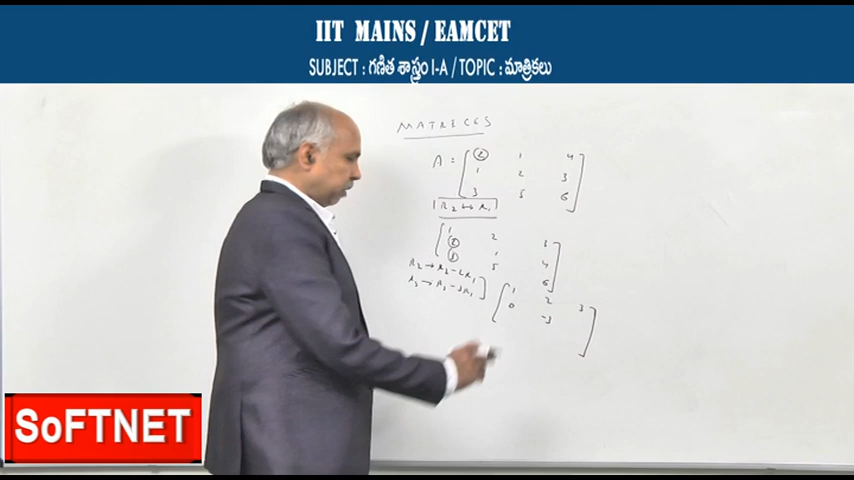 IIT MAINS / EAMCET
SUBJECT : గణిత శాస్త్రం I-A / TOPIC : మాత్రికలు
MATRICES
A = [ 2 1 4
1 2 3
3 5 6 ]
R2 ↔ R1
[ 1 2 3
2 1 4
3 5 6 ]
R2 → R2 - 2R1
R3 → R3 - 3R1
[ 1 2 3
0 -3 ]
SoFTNET